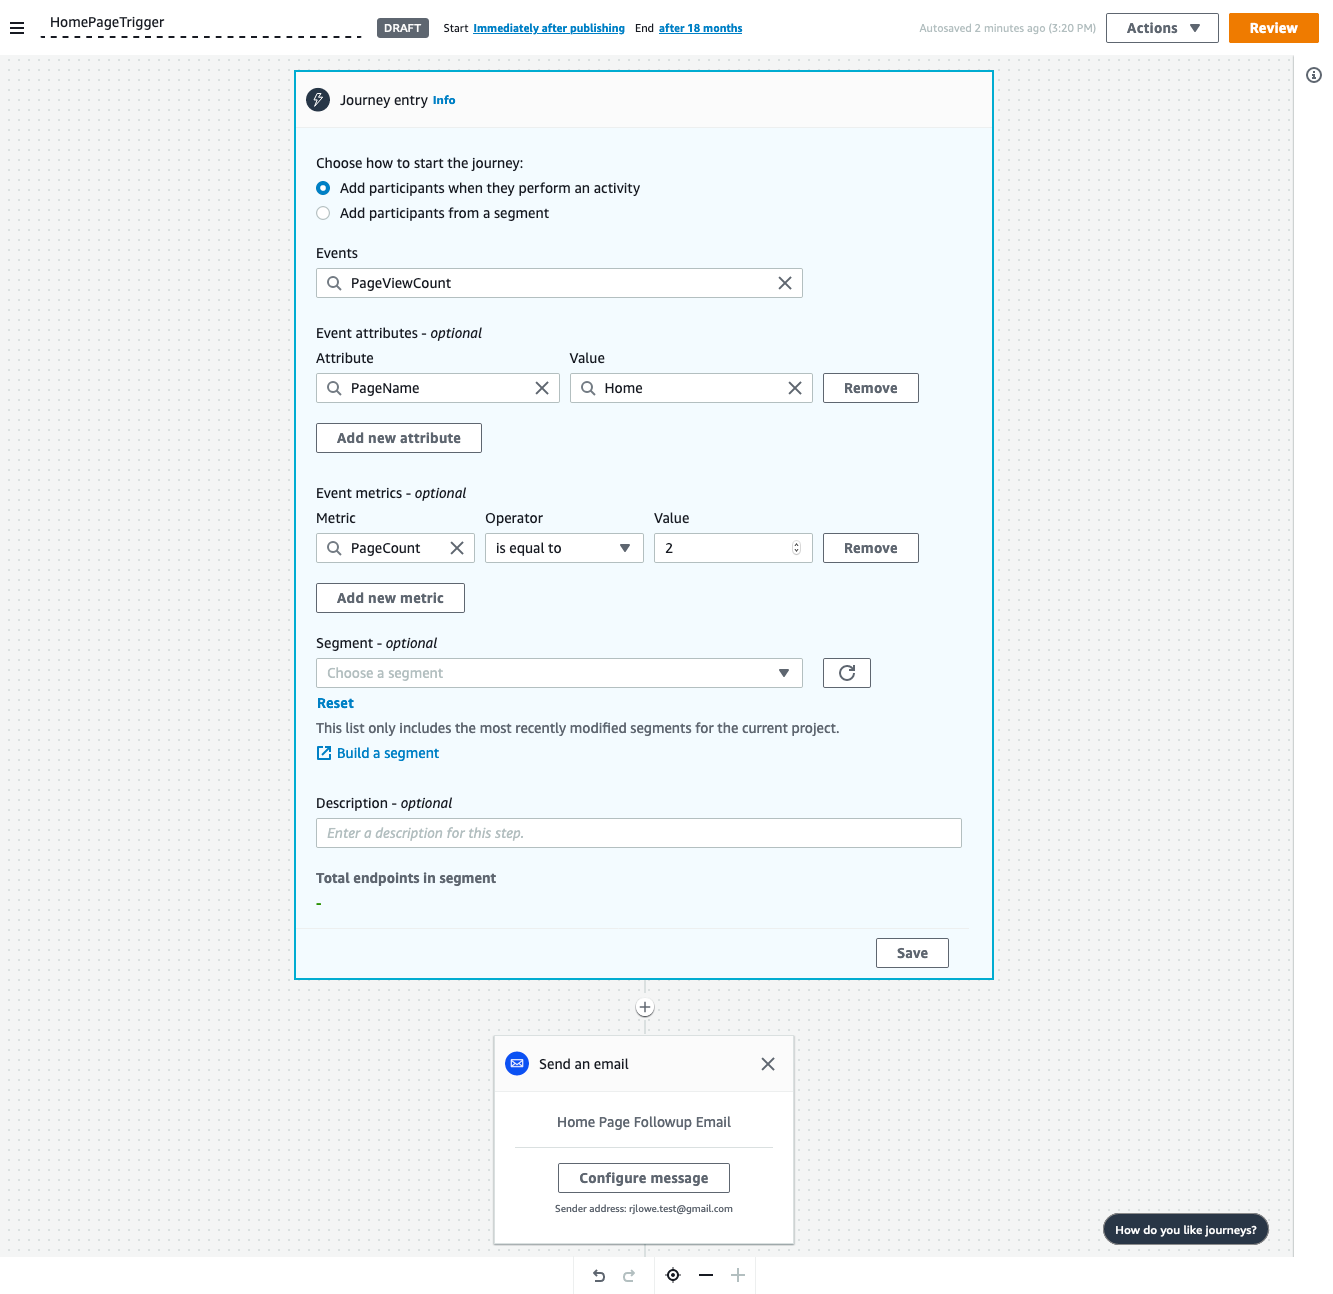 HomePageTrigger
DRAFT Start Immediately after publishing End after 18 months
Autosaved 2 minutes ago (3:20 PM) Actions Review
Journey entry Info
Choose how to start the journey:
Add participants when they perform an activity
Add participants from a segment
Events
PageViewCount
Event attributes - optional
Attribute Value
PageName Home Remove
Add new attribute
Event metrics - optional
Metric Operator Value
PageCount is equal to 2 Remove
Add new metric
Segment - optional
Choose a segment
Reset
This list only includes the most recently modified segments for the current project.
Build a segment
Description - optional
Enter a description for this step.
Total endpoints in segment
-
Save
Send an email
Home Page Followup Email
Configure message
Sender address: rjlowe.test@gmail.com
How do you like journeys?